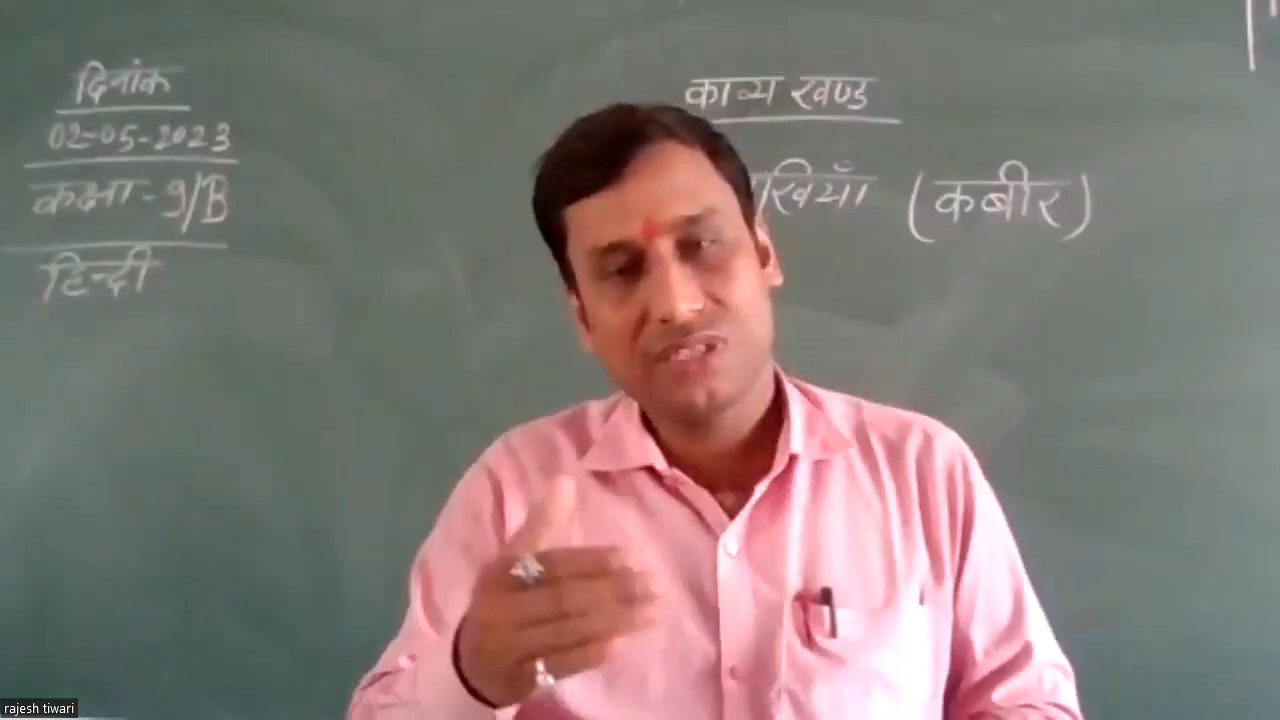 दिनांक
02-05-2023
कक्षा - 9/B
हिन्दी
काव्य खण्ड
खियाँ (कबीर)
rajesh tiwari